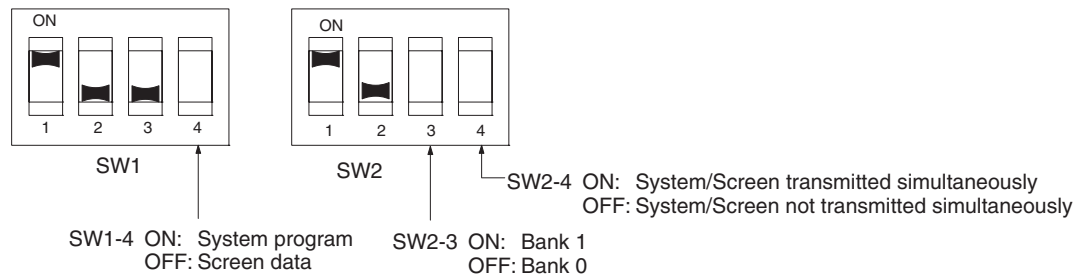 ON
1 2 3 4
SW1
ON
1 2 3 4
SW2
SW2-4 ON: System/Screen transmitted simultaneously
OFF: System/Screen not transmitted simultaneously
SW1-4 ON: System program
OFF: Screen data
SW2-3 ON: Bank 1
OFF: Bank 0